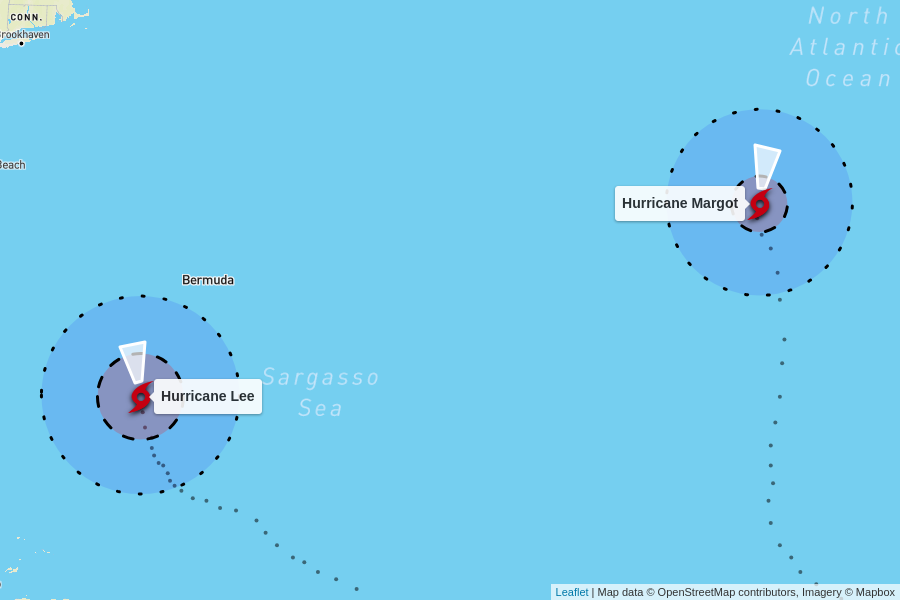 North
Atlantic
Ocean
CONN.
Brookhaven
Beach
Hurricane Margot
Bermuda
Sargasso
Sea
Hurricane Lee
Leaflet | Map data © OpenStreetMap contributors, Imagery © Mapbox